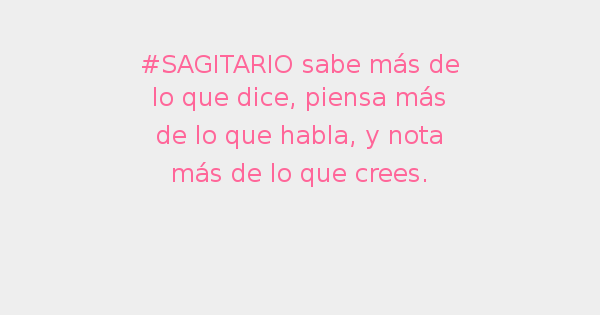 #SAGITARIO sabe más de
lo que dice, piensa más
de lo que habla, y nota
más de lo que crees.